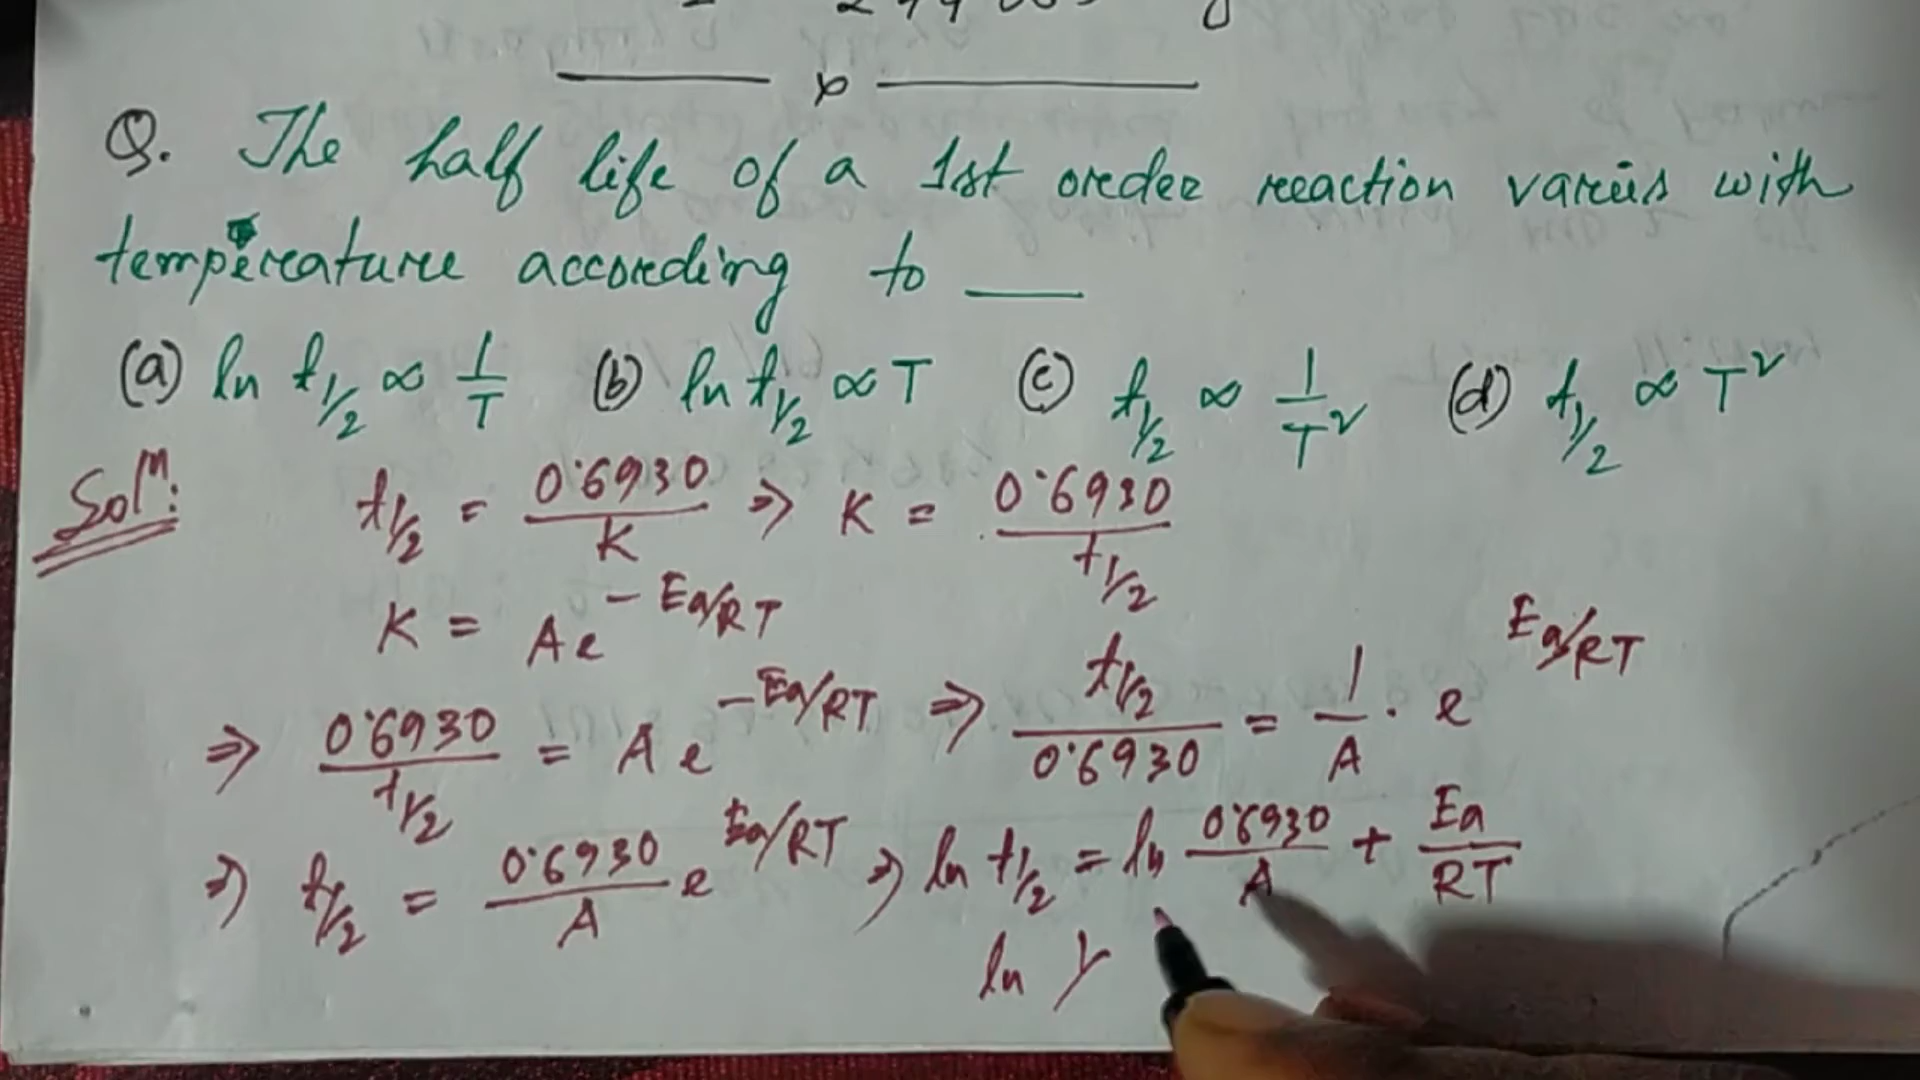 x
Q. The half life of a 1st order reaction varies with
temperature according to ___
(a) ln t1/2 ∝ 1/T (b) ln t1/2 ∝ T (c) t1/2 ∝ 1/T² (d) t1/2 ∝ T²
Solⁿ: t1/2 = 0.6930/K ⇒ K = 0.6930/t1/2
K = Ae^-Ea/RT
⇒ 0.6930/t1/2 = Ae^-Ea/RT ⇒ t1/2/0.6930 = 1/A · e^Ea/RT
⇒ t1/2 = 0.6930/A e^Ea/RT ⇒ ln t1/2 = ln 0.6930/A + Ea/RT
ln y